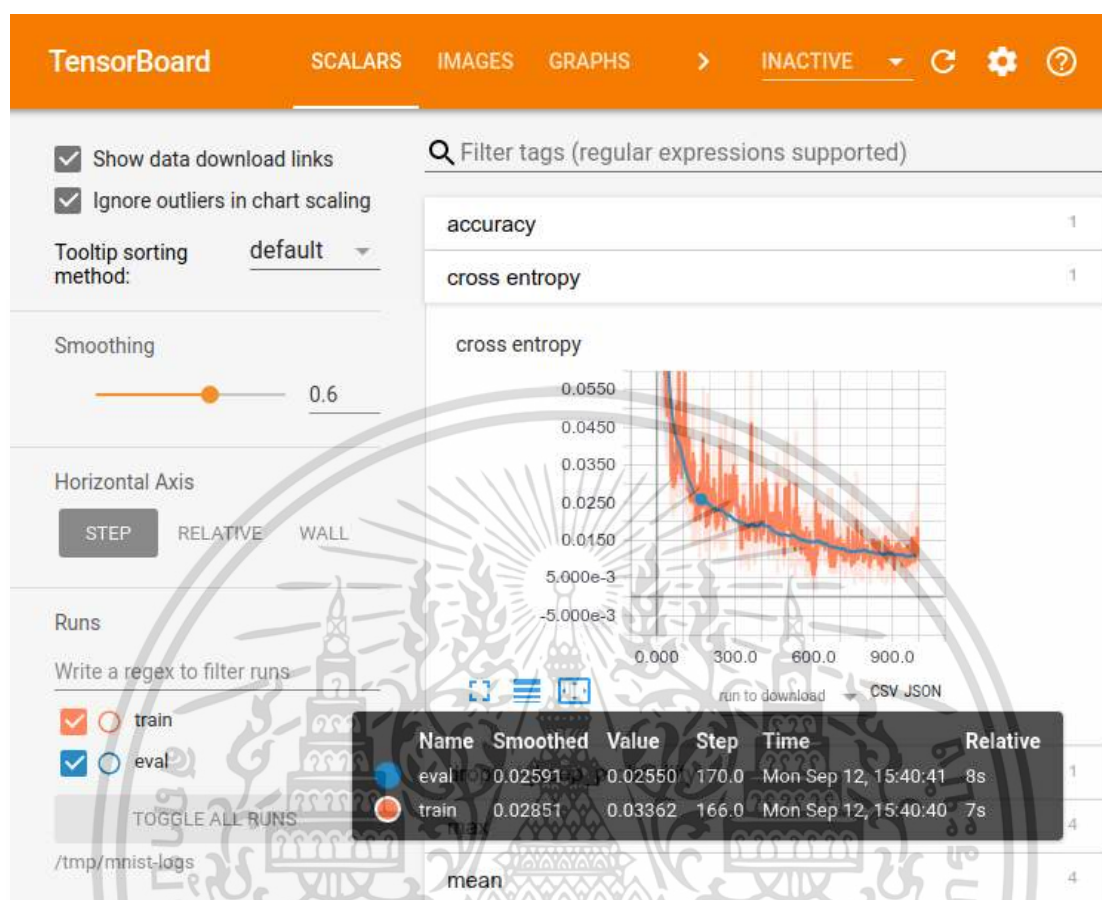 TensorBoard SCALARS IMAGES GRAPHS > INACTIVE
Show data download links
Ignore outliers in chart scaling
Tooltip sorting method: default
Smoothing
0.6
Horizontal Axis
STEP RELATIVE WALL
Runs
Write a regex to filter runs
train
eval
TOGGLE ALL RUNS
/tmp/mnist-logs
Filter tags (regular expressions supported)
accuracy 1
cross entropy 1
cross entropy
0.0550
0.0450
0.0350
0.0250
0.0150
5.000e-3
-5.000e-3
0.000 300.0 600.0 900.0
run to download CSV JSON
Name Smoothed Value Step Time Relative
eval 0.02591 0.02550 170.0 Mon Sep 12, 15:40:41 8s
train 0.02851 0.03362 166.0 Mon Sep 12, 15:40:40 7s
1
max 4
mean 4